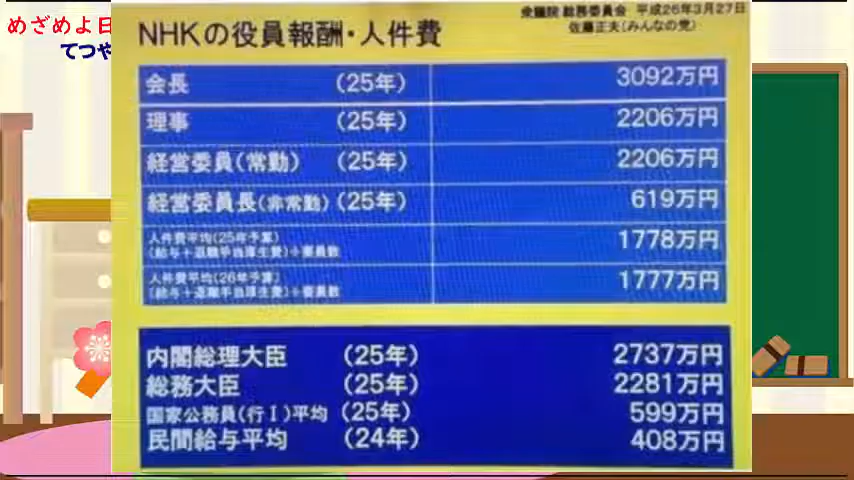 めざめよ日
てつや
衆議院 総務委員会 平成26年3月27日
佐藤正夫(みんなの党)
NHKの役員報酬・人件費
会長 (25年) 3092万円
理事 (25年) 2206万円
経営委員(常勤) (25年) 2206万円
経営委員長(非常勤) (25年) 619万円
人件費平均(25年予算)
(給与+退職手当厚生費)÷要員数 1778万円
人件費平均(26年予算)
(給与+退職手当厚生費)÷要員数 1777万円
内閣総理大臣 (25年) 2737万円
総務大臣 (25年) 2281万円
国家公務員(行Ⅰ)平均 (25年) 599万円
民間給与平均 (24年) 408万円